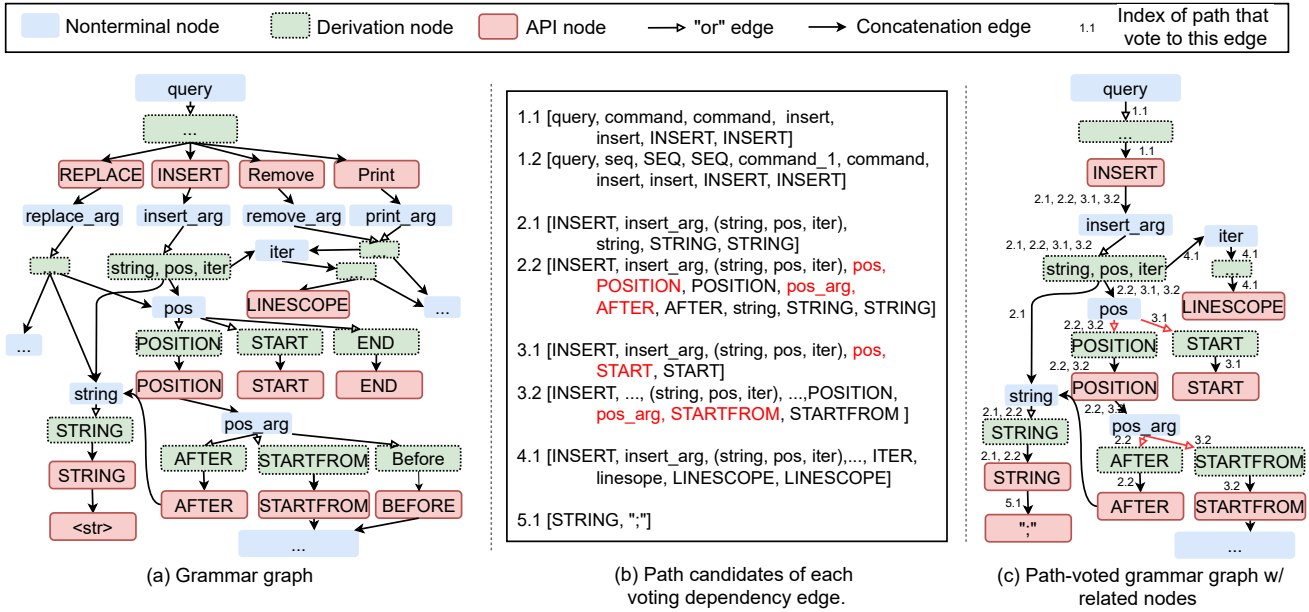 Nonterminal node
Derivation node
API node
"or" edge
Concatenation edge
1.1
Index of path that
vote to this edge
query
...
REPLACE
INSERT
Remove
Print
replace_arg
insert_arg
remove_arg
print_arg
...
string, pos, iter
iter
...
...
LINESCOPE
...
pos
...
POSITION
START
END
string
POSITION
START
END
STRING
pos_arg
AFTER
STARTFROM
Before
STRING
AFTER
STARTFROM
BEFORE
<str>
...
(a) Grammar graph
1.1 [query, command, command, insert,
insert, INSERT, INSERT]
1.2 [query, seq, SEQ, SEQ, command_1, command,
insert, insert, INSERT, INSERT]
2.1 [INSERT, insert_arg, (string, pos, iter),
string, STRING, STRING]
2.2 [INSERT, insert_arg, (string, pos, iter), pos,
POSITION, POSITION, pos_arg,
AFTER, AFTER, string, STRING, STRING]
3.1 [INSERT, insert_arg, (string, pos, iter), pos,
START, START]
3.2 [INSERT, ..., (string, pos, iter), ...,POSITION,
pos_arg, STARTFROM, STARTFROM ]
4.1 [INSERT, insert_arg, (string, pos, iter),..., ITER,
linesope, LINESCOPE, LINESCOPE]
5.1 [STRING, ";"]
(b) Path candidates of each
voting dependency edge.
query
1.1
...
1.1
INSERT
2.1, 2.2, 3.1, 3.2
insert_arg
iter
2.1, 2.2, 3.1, 3.2
4.1
4.1
string, pos, iter
...
4.1
2.2, 3.1, 3.2
LINESCOPE
2.1
pos
2.2, 3.2
3.1
POSITION
START
2.2, 3.2
3.1
string
POSITION
START
2.2, 3.2
2.1, 2.2
pos_arg
STRING
2.2
3.2
AFTER
STARTFROM
2.1, 2.2
2.2
3.2
STRING
AFTER
STARTFROM
5.1
";"
...
(c) Path-voted grammar graph w/
related nodes